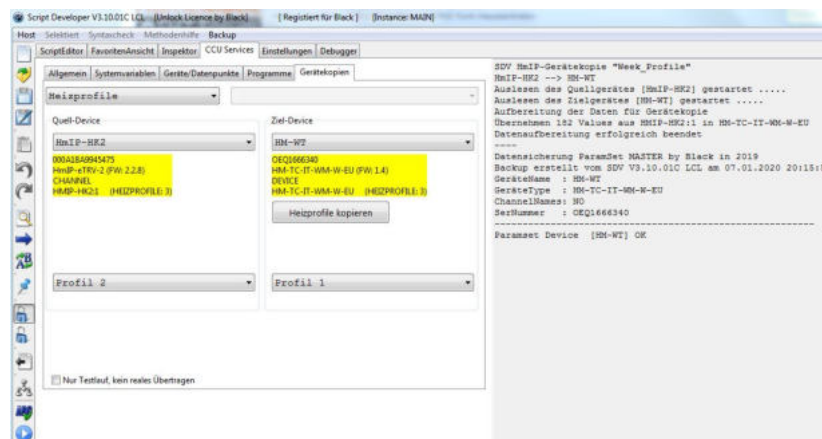 Script Developer V3.10.01C LCL [Unlock Licence by Black] [Registiert für Black] [Instance: MAIN]
Host Selektiert Syntaxcheck Methodenhilfe Backup
ScriptEditor FavoritenAnsicht Inspektor CCU Services Einstellungen Debugger
Allgemein Systemvariablen Geräte/Datenpunkte Programme Gerätekopien
Heizprofile
Quell-Device Ziel-Device
HmIP-HK2 HM-WT
000A18A9945475 OEQ1666340
HmIP-eTRV-2 (FW: 2.2.8) HM-TC-IT-WM-W-EU (FW: 1.4)
CHANNEL DEVICE
HMIP-HK2:1 (HEIZPROFILE: 3) HM-TC-IT-WM-W-EU (HEIZPROFILE: 3)
Heizprofile kopieren
Profil 2 Profil 1
Nur Testlauf, kein reales Übertragen
SDV HmIP-Gerätekopie "Week_Profile"
HmIP-HK2 --> HM-WT
Auslesen des Quellgerätes [HmIP-HK2] gestartet .....
Auslesen des Zielgerätes [HM-WT] gestartet .....
Aufbereitung der Daten für Gerätekopie
Übernehmen 182 Values aus HMIP-HK2:1 in HM-TC-IT-WM-W-EU
Datenaufbereitung erfolgreich beendet
----
Datensicherung ParamSet MASTER by Black in 2019
Backup erstellt vom SDV V3.10.01C LCL am 07.01.2020 20:15:
GeräteName : HM-WT
GeräteType : HM-TC-IT-WM-W-EU
ChannelNames: NO
SerNummer : OEQ1666340
Paramset Device [HM-WT] OK